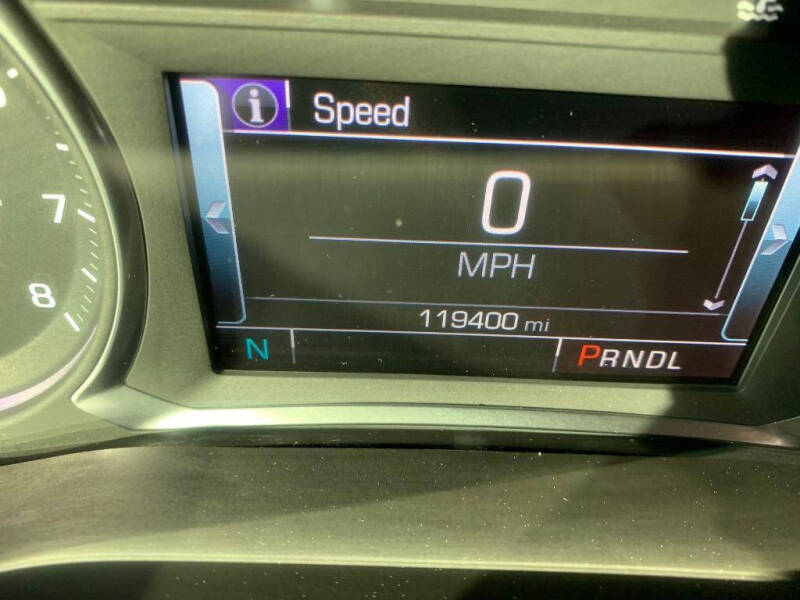 i Speed
0
MPH
119400 mi
N PRNDL
7
8